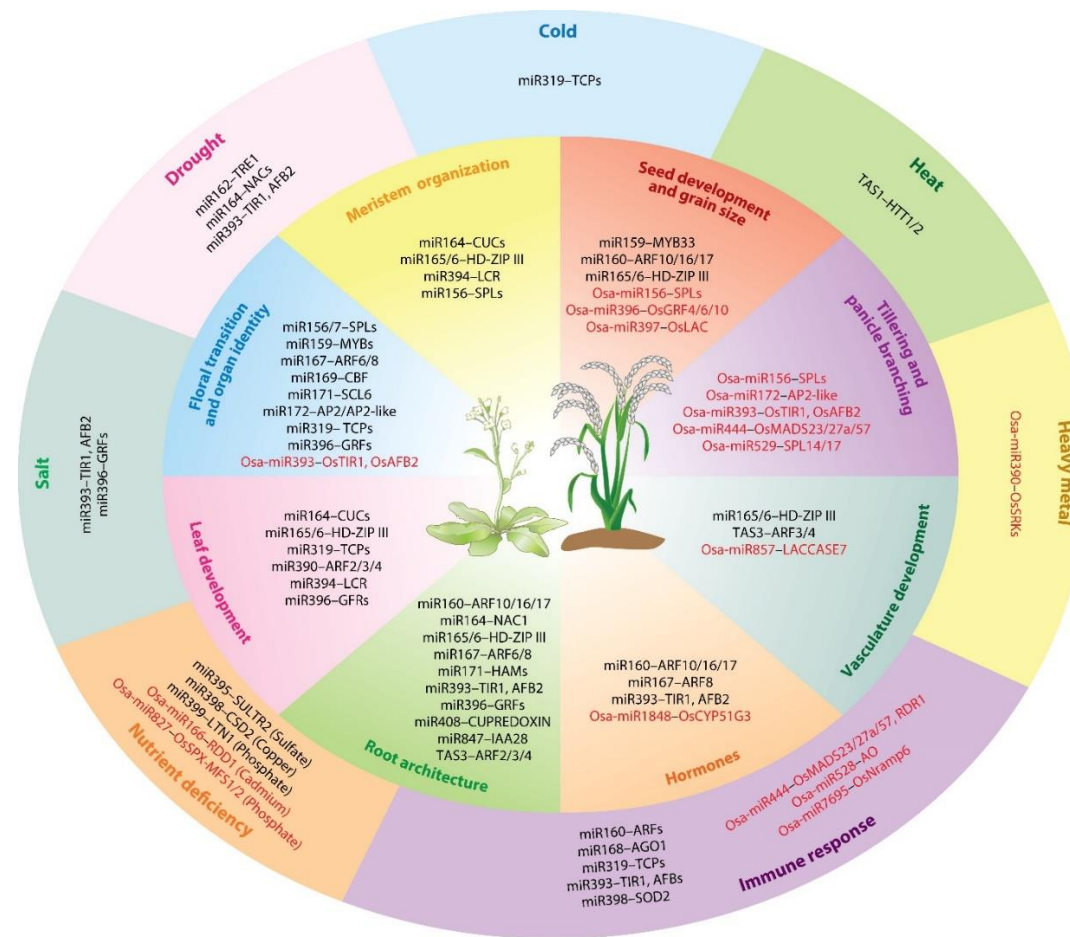 Cold
miR319–TCPs
Heat
TAS1–HTT1/2
Heavy metal
Osa-miR390–OsSRKs
Immune response
Osa-miR444–OsMADS23/27a/57, RDR1
Osa-miR528–AO
Osa-miR7695–OsNramp6
miR160–ARFs
miR168–AGO1
miR319–TCPs
miR393–TIR1, AFBs
miR398–SOD2
Nutrient deficiency
miR395–SULTR2 (Sulfate)
miR398–CSD2 (Copper)
miR399–LTN1 (Phosphate)
Osa-miR166–RDD1 (Cadmium)
Osa-miR827–OsSPX-MFS1/2 (Phosphate)
Salt
miR393–TIR1, AFB2
miR396–GRFs
Drought
miR162–TRE1
miR164–NACs
miR393–TIR1, AFB2
Meristem organization
miR164–CUCs
miR165/6–HD-ZIP III
miR394–LCR
miR156–SPLs
Seed development
and grain size
miR159–MYB33
miR160–ARF10/16/17
miR165/6–HD-ZIP III
Osa-miR156–SPLs
Osa-miR396–OsGRF4/6/10
Osa-miR397–OsLAC
Tillering and
panicle branching
Osa-miR156–SPLs
Osa-miR172–AP2-like
Osa-miR393–OsTIR1, OsAFB2
Osa-miR444–OsMADS23/27a/57
Osa-miR529–SPL14/17
Vasculature development
miR165/6–HD-ZIP III
TAS3–ARF3/4
Osa-miR857–LACCASE7
Hormones
miR160–ARF10/16/17
miR167–ARF8
miR393–TIR1, AFB2
Osa-miR1848–OsCYP51G3
Root architecture
miR160–ARF10/16/17
miR164–NAC1
miR165/6–HD-ZIP III
miR167–ARF6/8
miR171–HAMs
miR393–TIR1, AFB2
miR396–GRFs
miR408–CUPREDOXIN
miR847–IAA28
TAS3–ARF2/3/4
Leaf development
miR164–CUCs
miR165/6–HD-ZIP III
miR319–TCPs
miR390–ARF2/3/4
miR394–LCR
miR396–GFRs
Floral transition
and organ identity
miR156/7–SPLs
miR159–MYBs
miR167–ARF6/8
miR169–CBF
miR171–SCL6
miR172–AP2/AP2-like
miR319– TCPs
miR396–GRFs
Osa-miR393–OsTIR1, OsAFB2